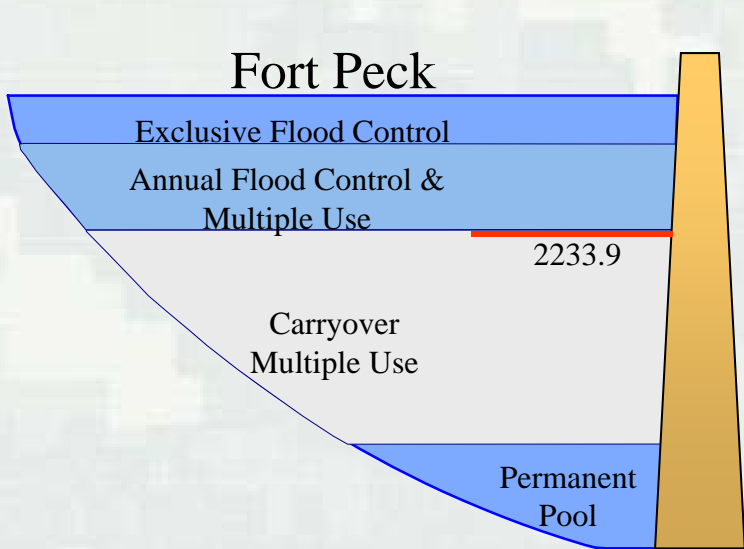 Fort Peck
Exclusive Flood Control
Annual Flood Control &
Multiple Use
2233.9
Carryover
Multiple Use
Permanent
Pool